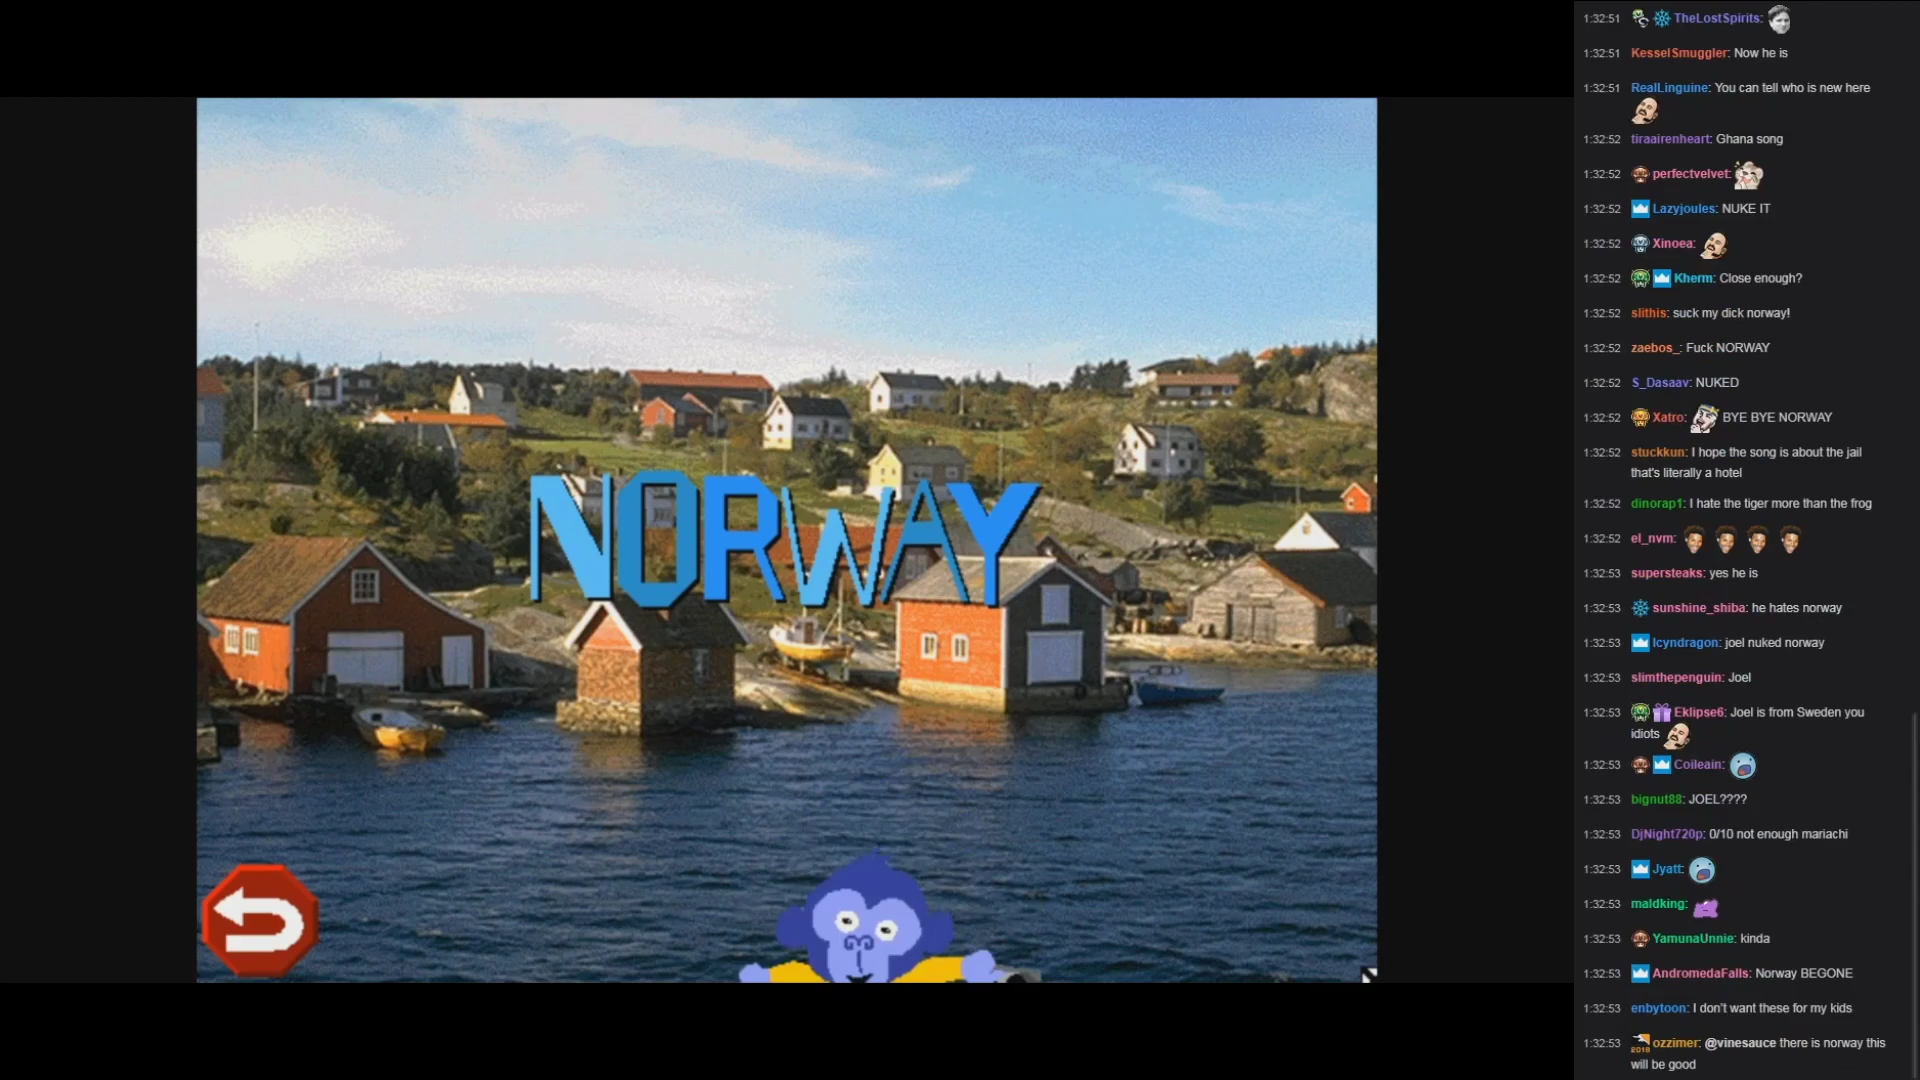 NORWAY
1:32:51 TheLostSpirits:
1:32:51 KesselSmuggler: Now he is
1:32:51 RealLinguine: You can tell who is new here
1:32:52 tiraairenheart: Ghana song
1:32:52 perfectvelvet:
1:32:52 Lazyjoules: NUKE IT
1:32:52 Xinoea:
1:32:52 Kherm: Close enough?
1:32:52 slithis: suck my dick norway!
1:32:52 zaebos_: Fuck NORWAY
1:32:52 S_Dasaav: NUKED
1:32:52 Xatro: BYE BYE NORWAY
1:32:52 stuckkun: I hope the song is about the jail
that's literally a hotel
1:32:52 dinorap1: I hate the tiger more than the frog
1:32:52 el_nvm:
1:32:53 supersteaks: yes he is
1:32:53 sunshine_shiba: he hates norway
1:32:53 Icyndragon: joel nuked norway
1:32:53 slimthepenguin: Joel
1:32:53 Eklipse6: Joel is from Sweden you
idiots
1:32:53 Coileain:
1:32:53 bignut88: JOEL????
1:32:53 DjNight720p: 0/10 not enough mariachi
1:32:53 Jyatt:
1:32:53 maldking:
1:32:53 YamunaUnnie: kinda
1:32:53 AndromedaFalls: Norway BEGONE
1:32:53 enbytoon: I don't want these for my kids
1:32:53 2018 ozzimer: @vinesauce there is norway this
will be good